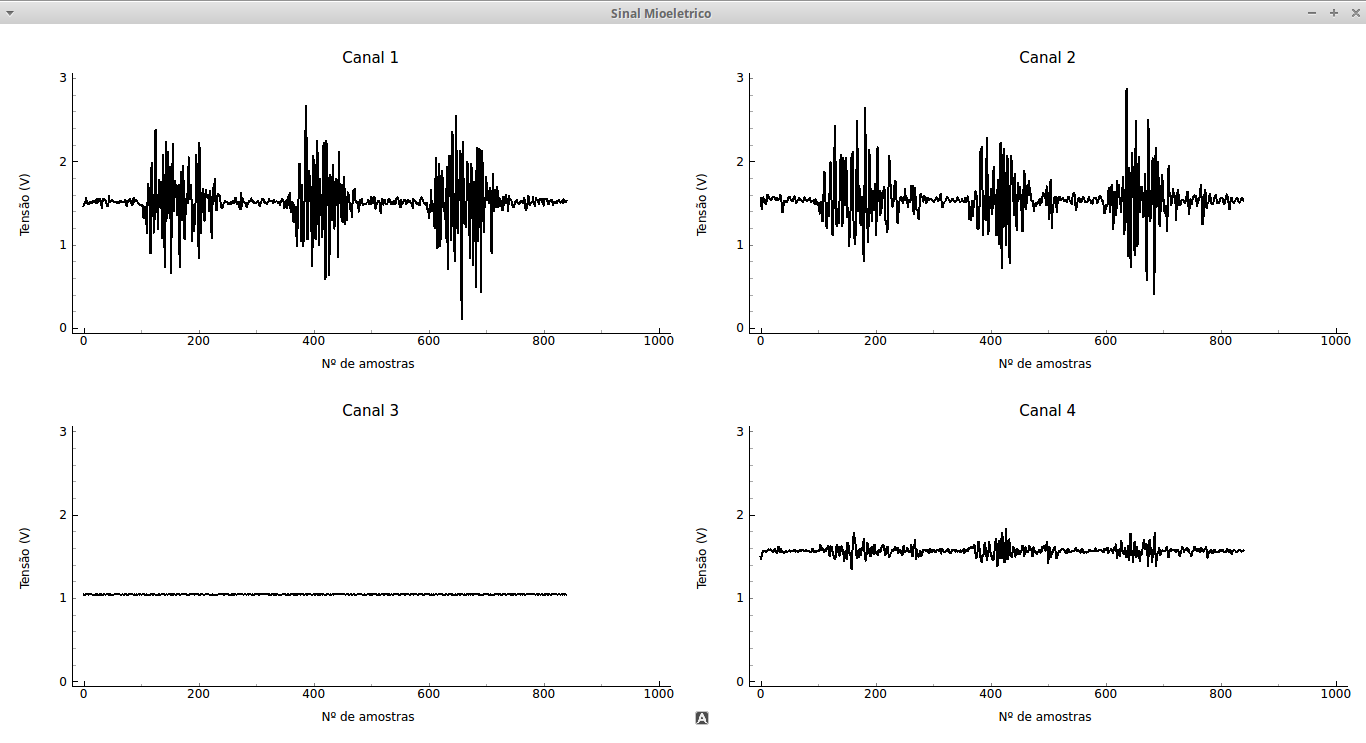 Sinal Mioeletrico
Canal 1
3
2
1
0
Tensão (V)
0 200 400 600 800 1000
Nº de amostras
Canal 2
3
2
1
0
Tensão (V)
0 200 400 600 800 1000
Nº de amostras
Canal 3
3
2
1
0
Tensão (V)
0 200 400 600 800 1000
Nº de amostras
A
Canal 4
3
2
1
0
Tensão (V)
0 200 400 600 800 1000
Nº de amostras